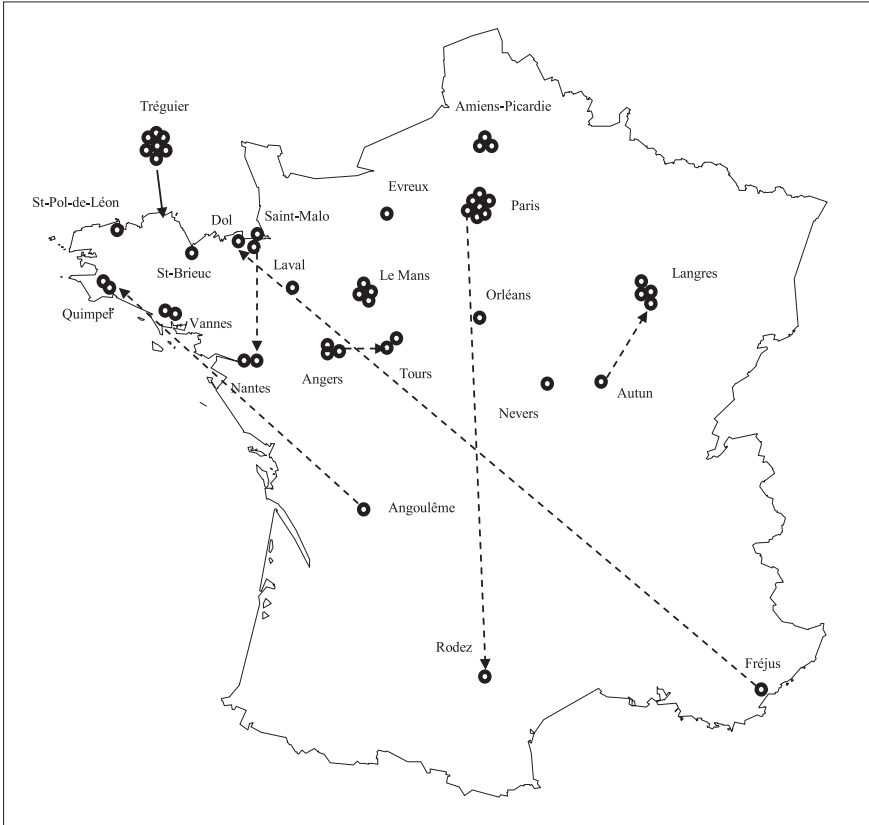 Tréguier
Amiens-Picardie
St-Pol-de-Léon
Dol
Saint-Malo
Evreux
Paris
St-Brieuc
Laval
Le Mans
Langres
Quimper
Vannes
Orléans
Nantes
Angers
Tours
Nevers
Autun
Angoulême
Rodez
Fréjus